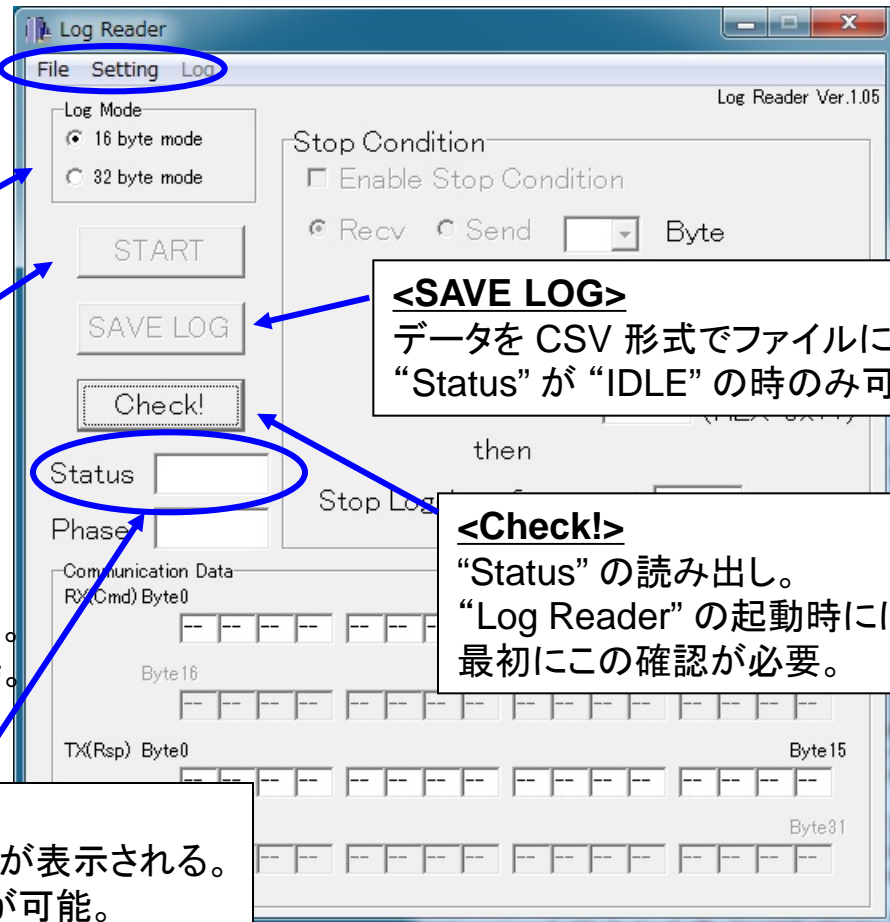 Log Reader
File Setting Log
Log Reader Ver.1.05
Log Mode
16 byte mode
32 byte mode
START
SAVE LOG
Check!
Status
Phase
Stop Condition
Enable Stop Condition
Recv Send Byte
<SAVE LOG>
データを CSV 形式でファイルに
“Status” が “IDLE” の時のみ可
then
Stop Log
<Check!>
“Status” の読み出し。
“Log Reader” の起動時に
最初にこの確認が必要。
Communication Data
RX(Cmd) Byte0
-- -- -- -- -- -- --
Byte16
-- -- -- -- -- -- -- -- -- -- -- -- -- -- -- --
TX(Rsp) Byte0 Byte15
-- -- -- -- -- -- -- -- -- -- -- -- -- -- -- --
Byte31
-- -- -- -- -- -- -- -- -- -- -- -- -- --
。
。
が表示される。
が可能。